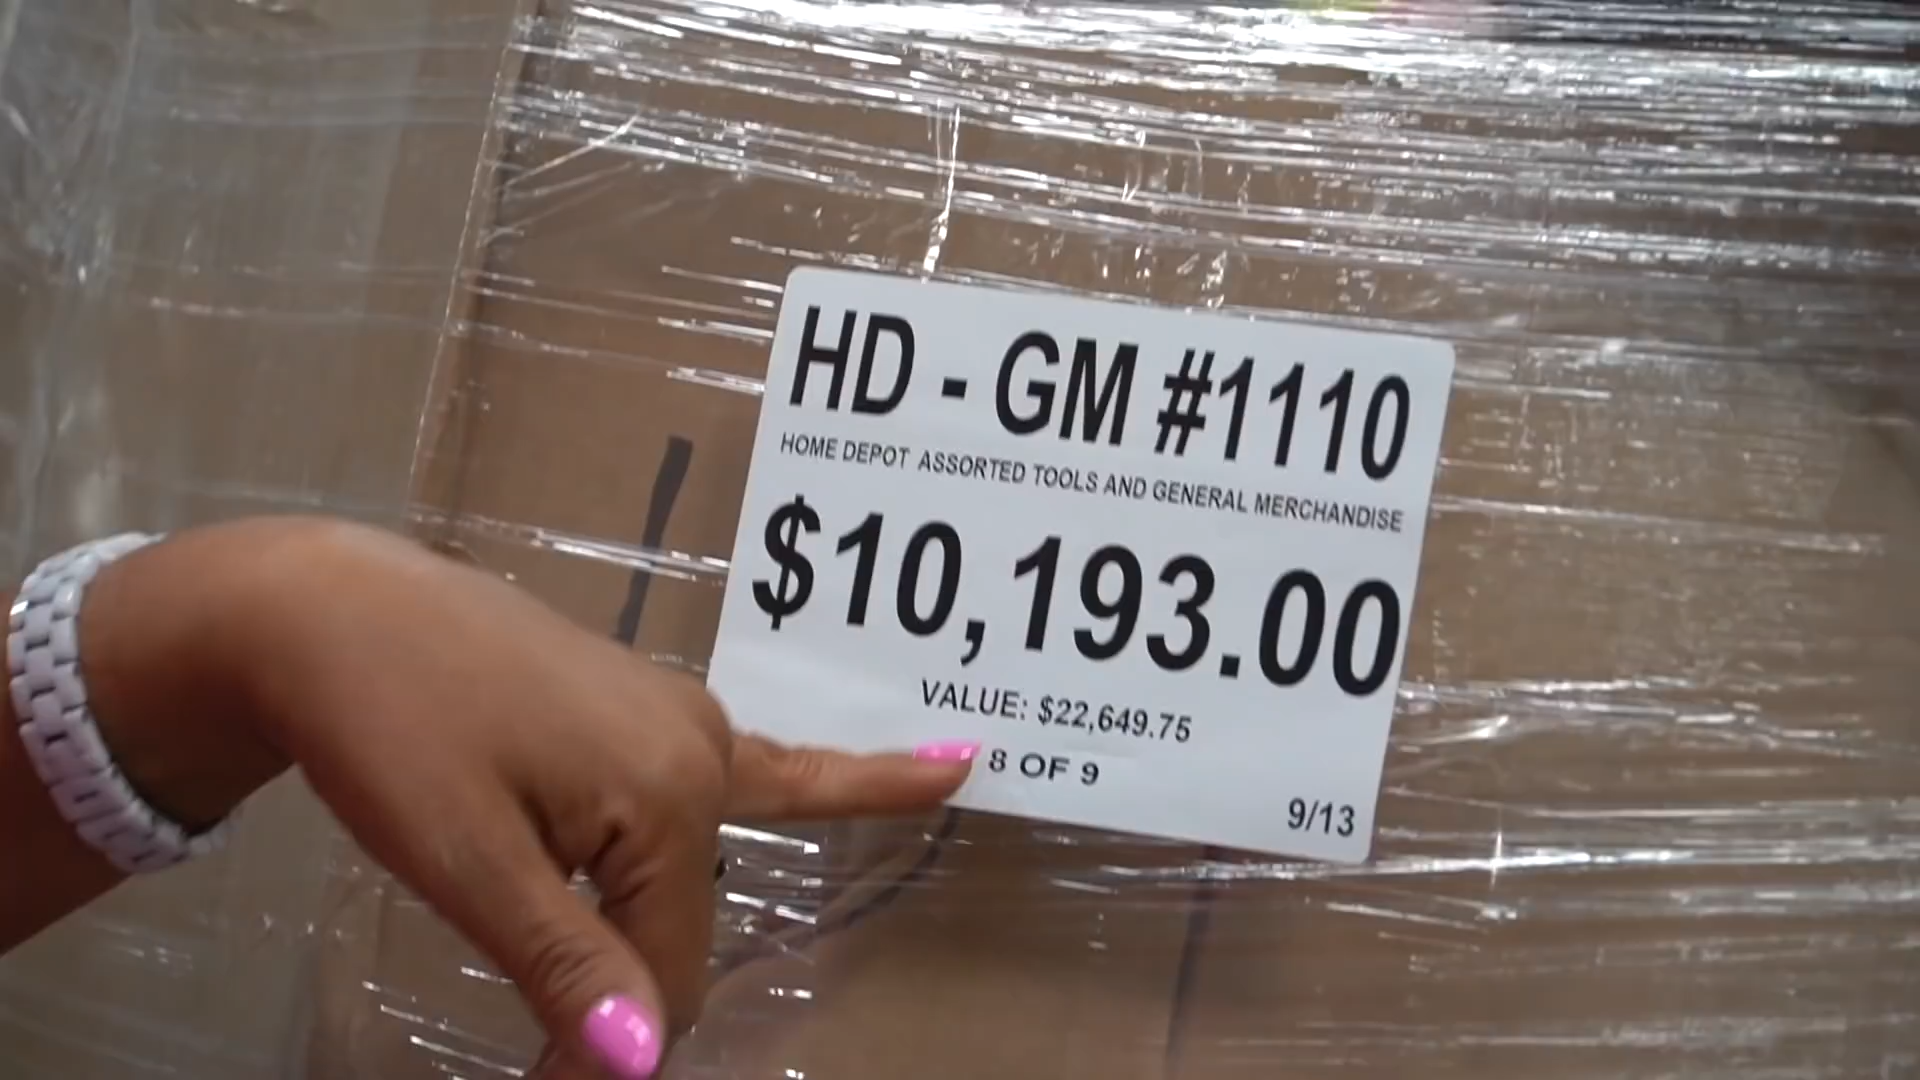 HD - GM #1110
HOME DEPOT ASSORTED TOOLS AND GENERAL MERCHANDISE
$10,193.00
VALUE: $22,649.75
8 OF 9
9/13